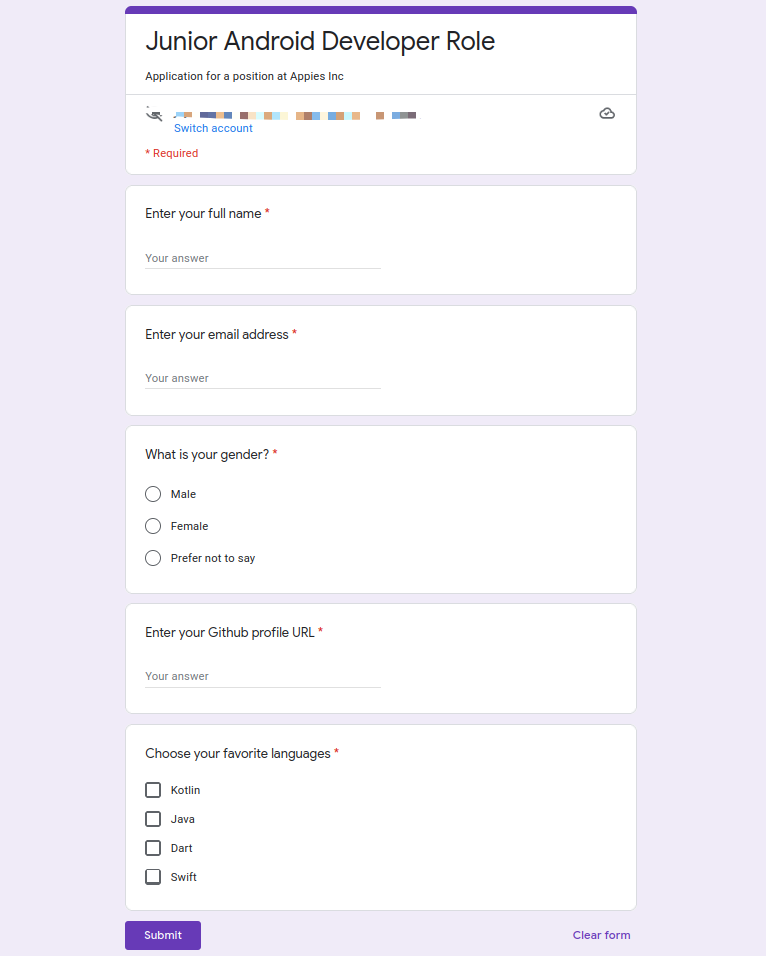 Junior Android Developer Role
Application for a position at Appies Inc
Switch account
* Required
Enter your full name *
Your answer
Enter your email address *
Your answer
What is your gender? *
Male
Female
Prefer not to say
Enter your Github profile URL *
Your answer
Choose your favorite languages *
Kotlin
Java
Dart
Swift
Submit
Clear form